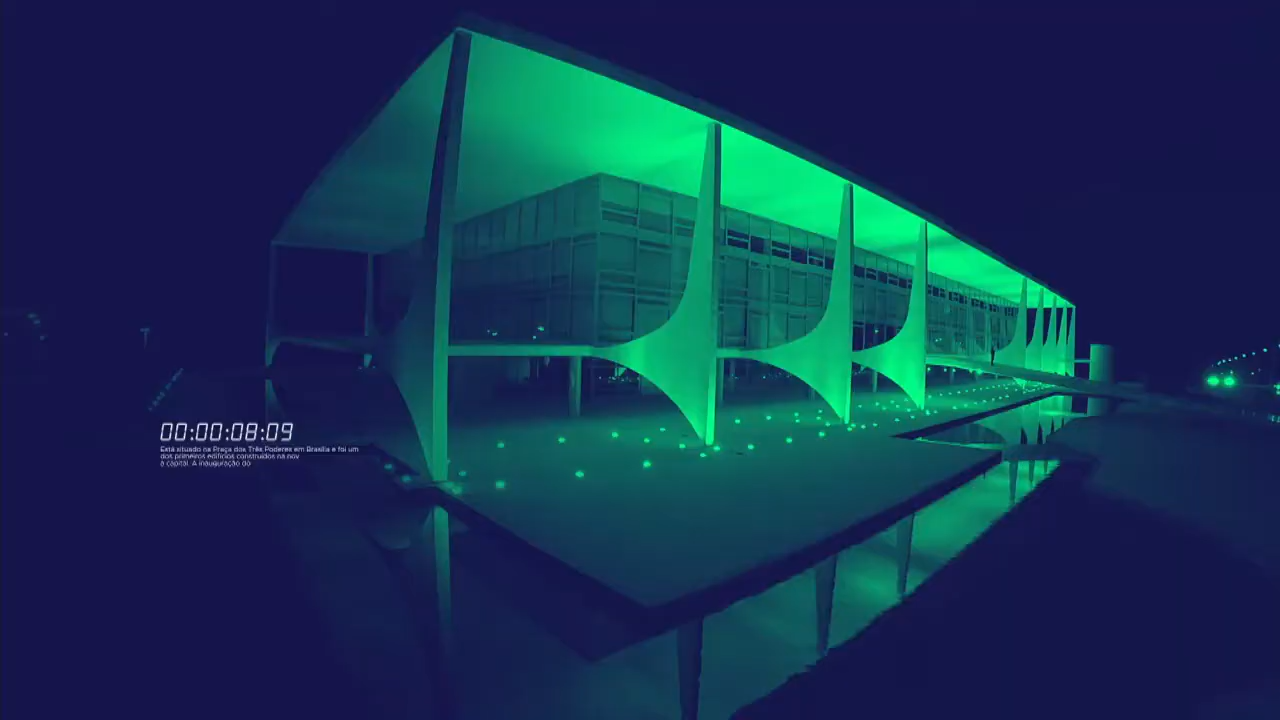 00:00:08:09
Está situado na Praça dos Três Poderes em Brasília e foi um
dos primeiros edifícios construídos na nov
a capital. A inauguração do